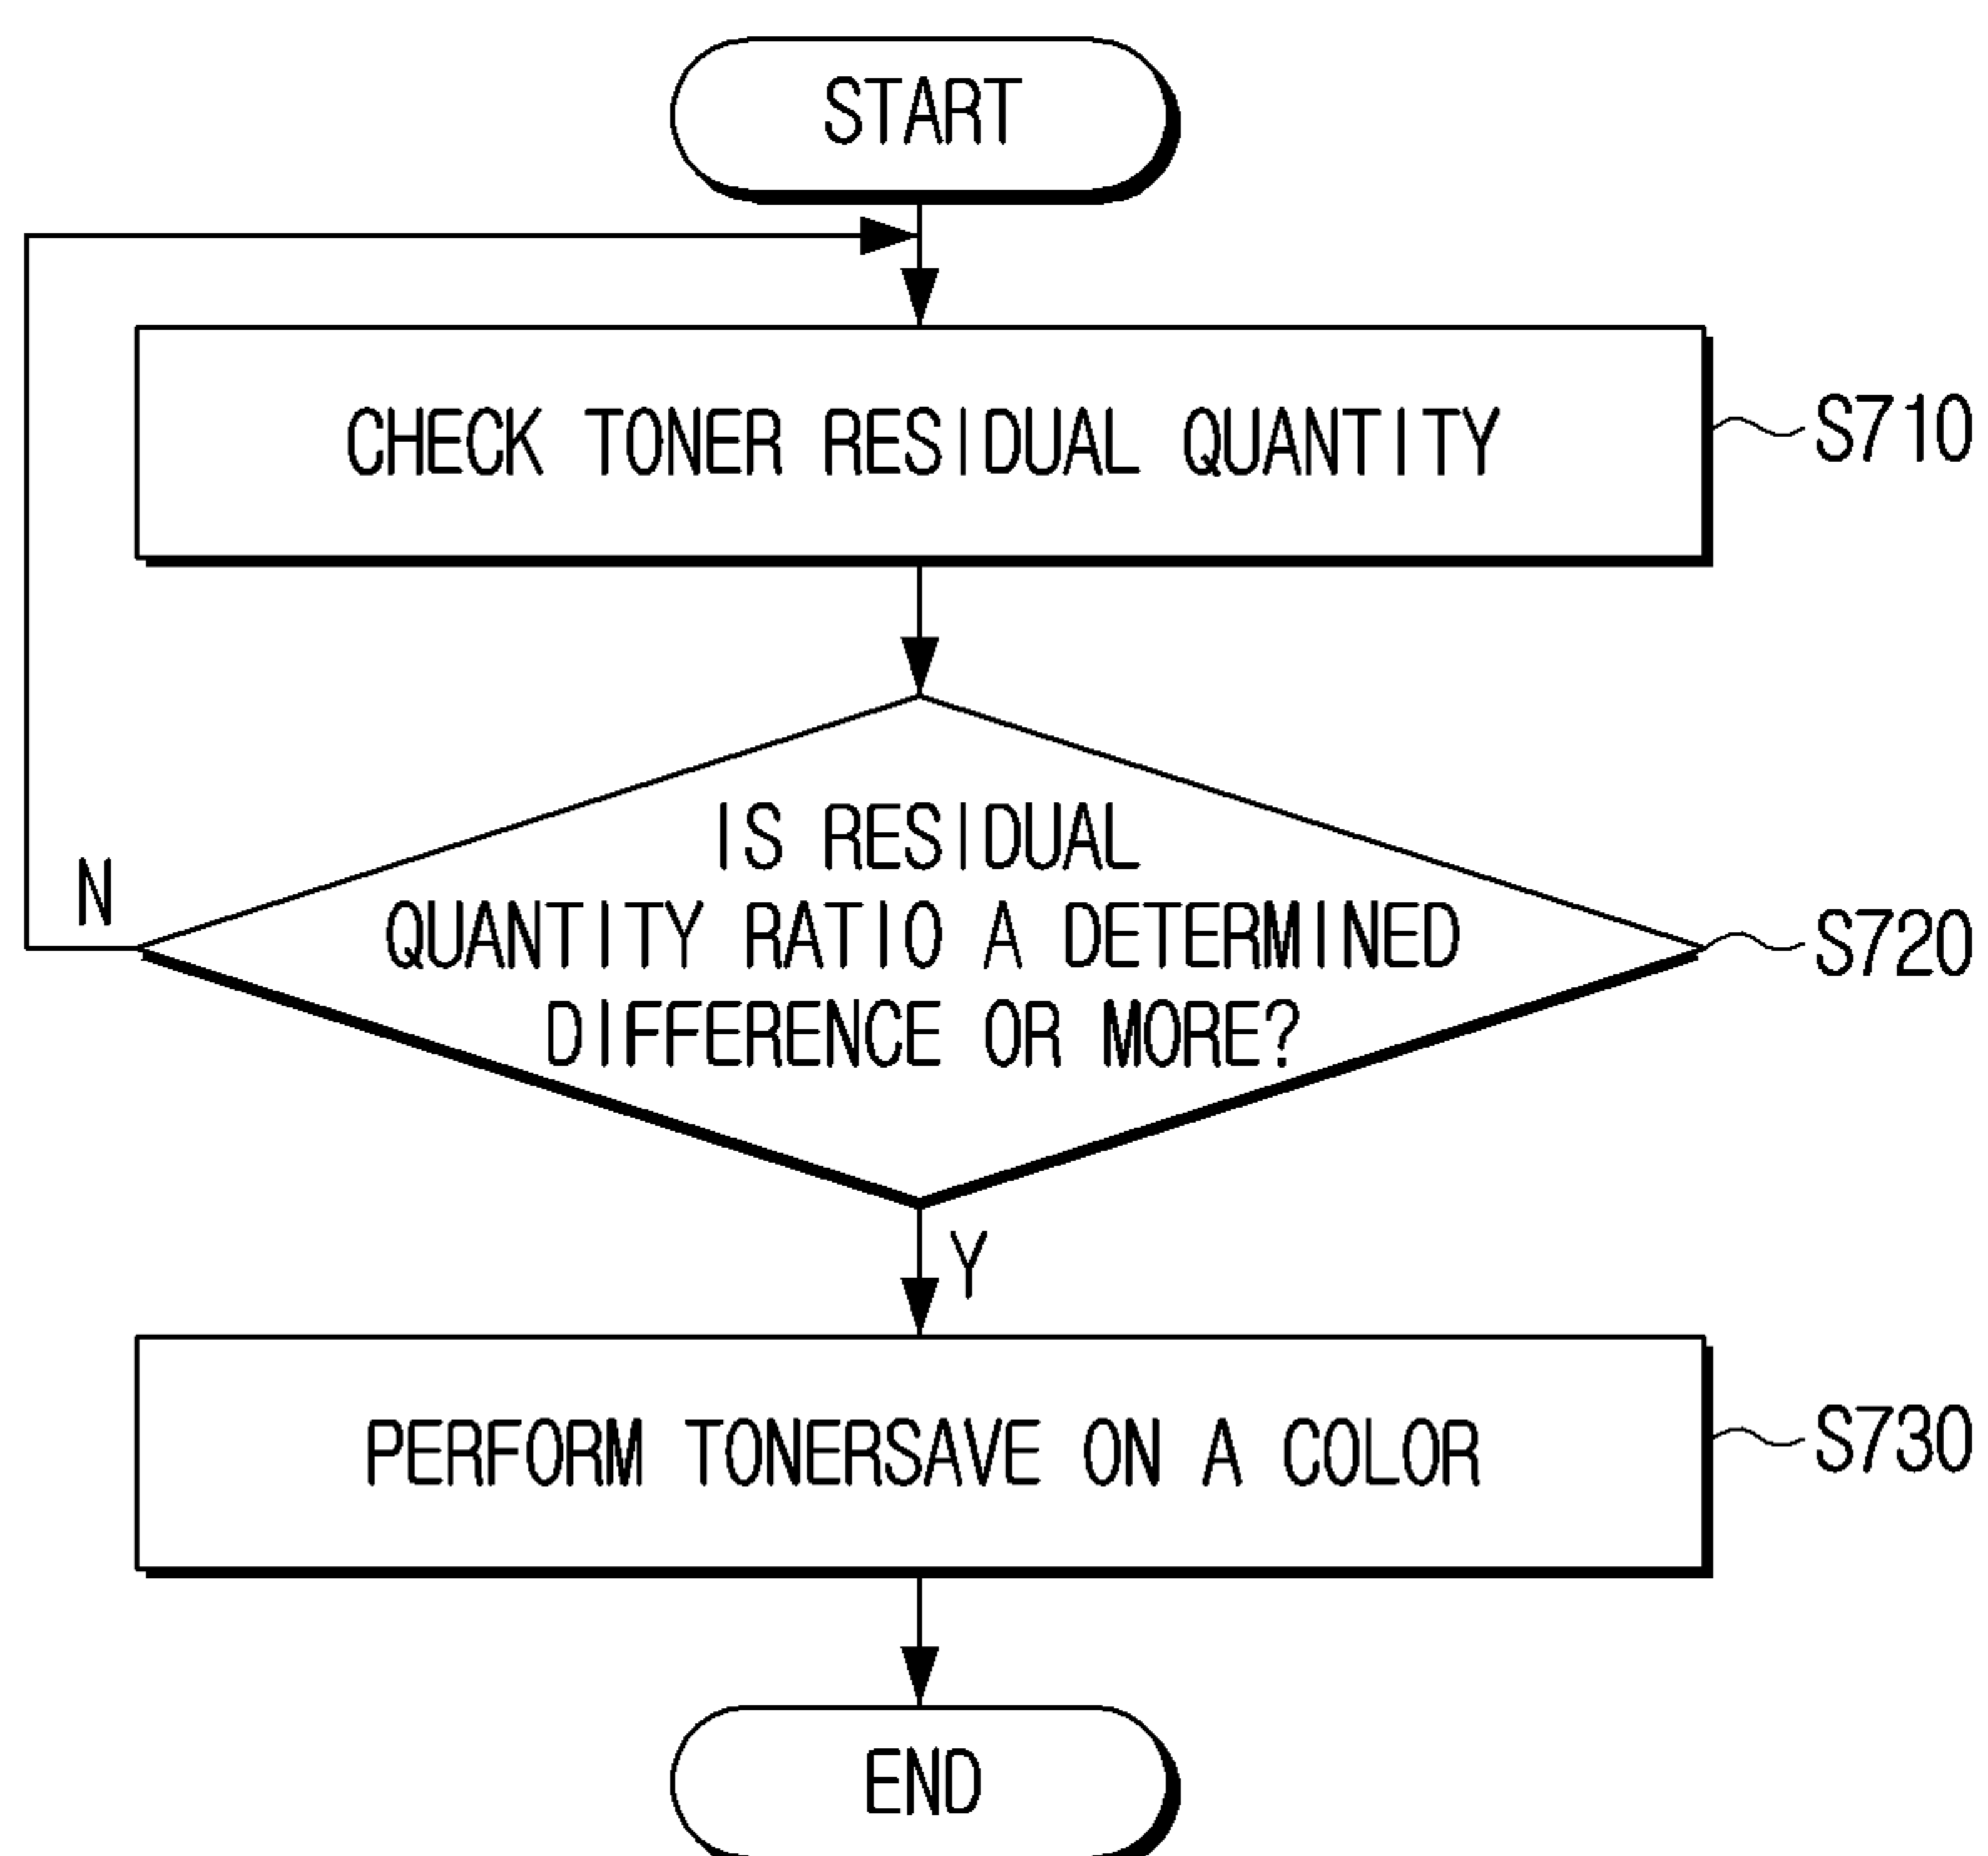 START
CHECK TONER RESIDUAL QUANTITY
S710
IS RESIDUAL
QUANTITY RATIO A DETERMINED
DIFFERENCE OR MORE?
S720
N
Y
PERFORM TONERSAVE ON A COLOR
S730
END